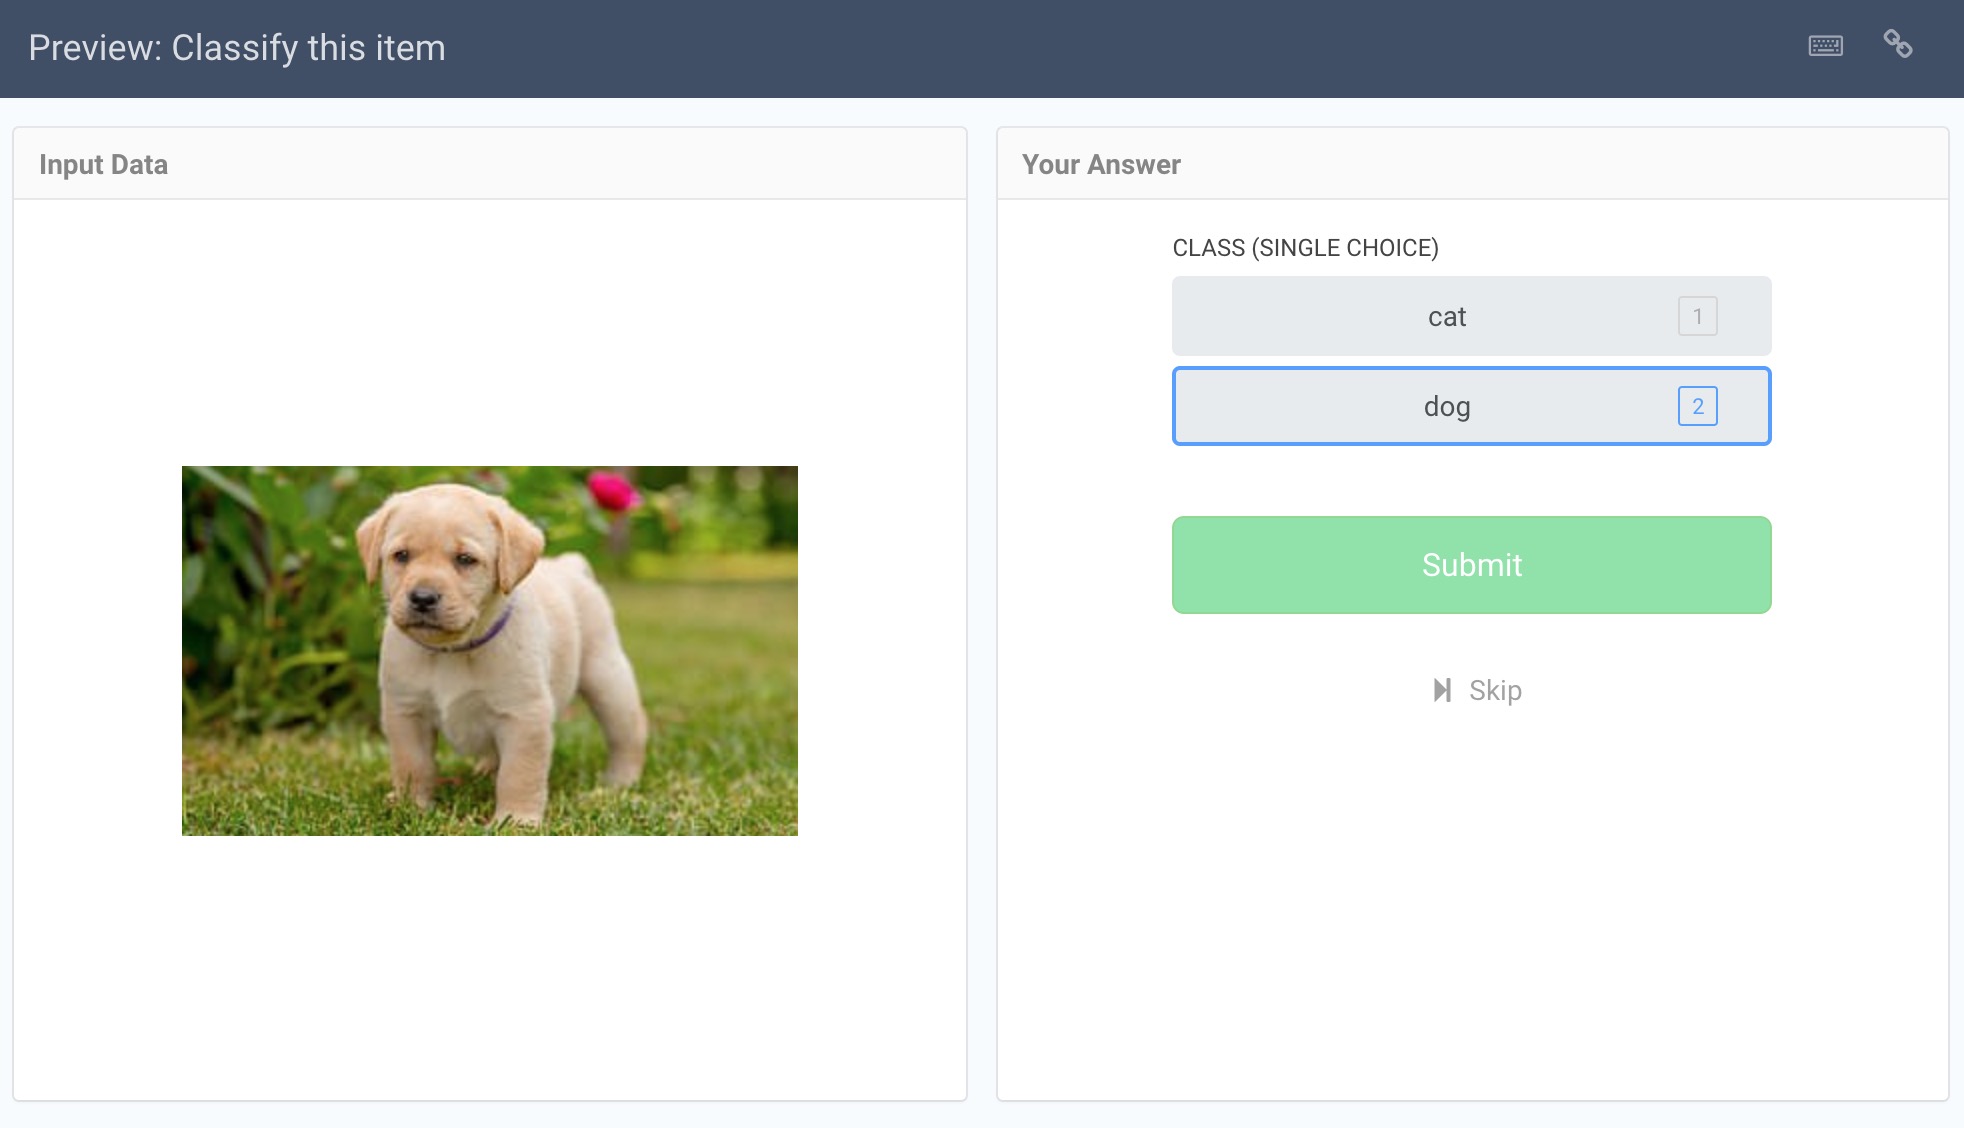 Preview: Classify this item
Input Data
Your Answer
CLASS (SINGLE CHOICE)
cat 1
dog 2
Submit
Skip